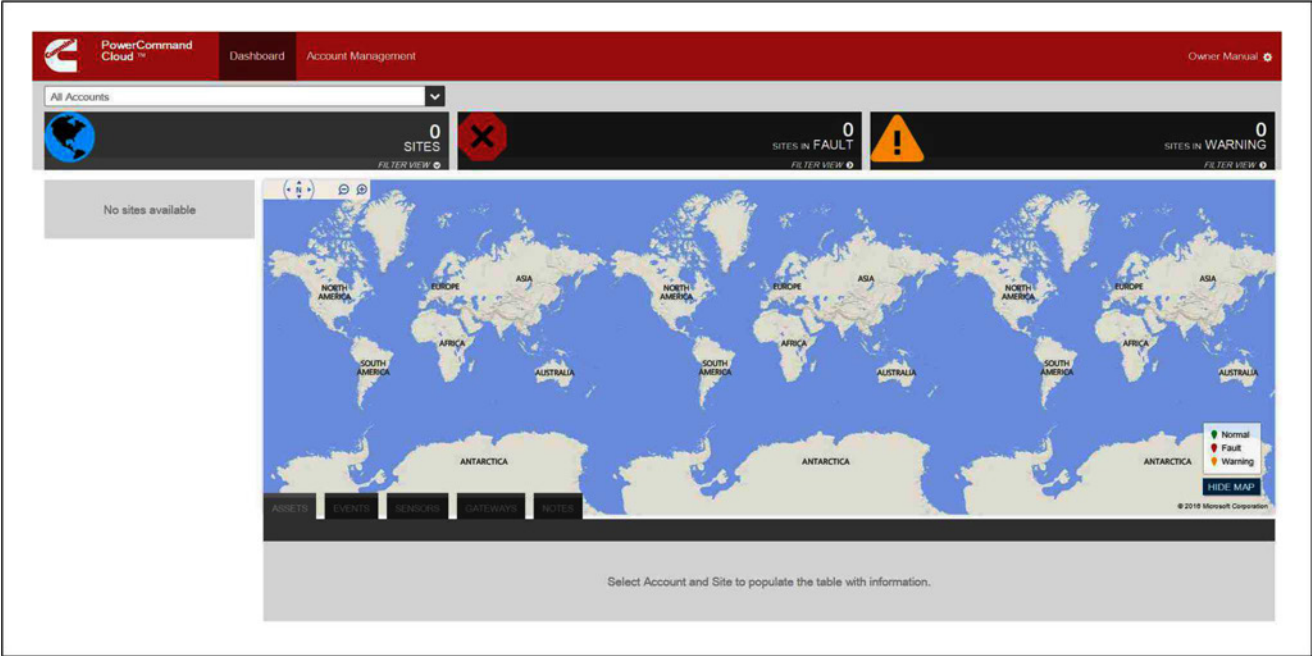 PowerCommand
Cloud ™
Dashboard
Account Management
Owner Manual
All Accounts
0
SITES
FILTER VIEW
0
SITES IN FAULT
FILTER VIEW
0
SITES IN WARNING
FILTER VIEW
No sites available
N
NORTH
AMERICA
EUROPE
ASIA
AFRICA
SOUTH
AMERICA
AUSTRALIA
ANTARCTICA
NORTH
AMERICA
EUROPE
ASIA
AFRICA
SOUTH
AMERICA
AUSTRALIA
ANTARCTICA
NORTH
AMERICA
EUROPE
ASIA
AFRICA
SOUTH
AMERICA
AUSTRALIA
ANTARCTICA
Normal
Fault
Warning
HIDE MAP
© 2018 Microsoft Corporation
ASSETS
EVENTS
SENSORS
GATEWAYS
NOTES
Select Account and Site to populate the table with information.